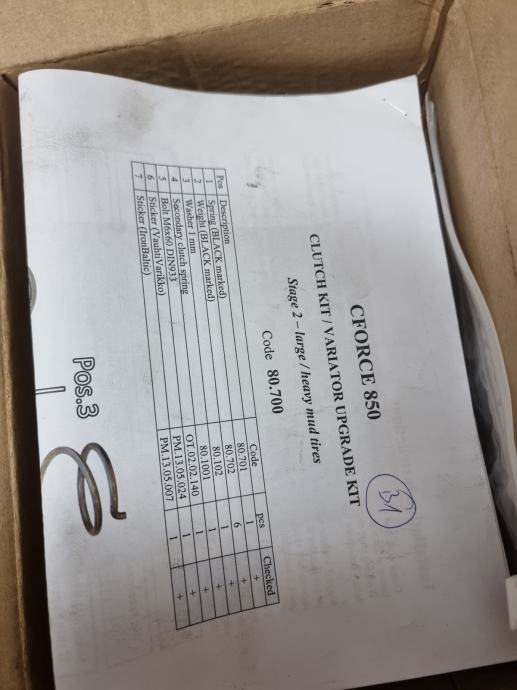 31
CFORCE 850
CLUTCH KIT / VARIATOR UPGRADE KIT
Stage 2 – large / heavy mud tires
Code 80.700
Pos Description Code pcs Checked
1 Spring (BLACK marked) 80.701 1 +
2 Weight (BLACK marked) 80.702 6 +
3 Washer 1 mm 80.102 1 +
4 Secondary clutch spring 80.1001 1 +
5 Bolt M6x60 DIN933 OT.02.02.140 1 +
6 Sticker (VauhtiVarikko) PM.13.05.024 1 +
7 Sticker (IronBaltic) PM.13.05.007 1 +
Pos.3